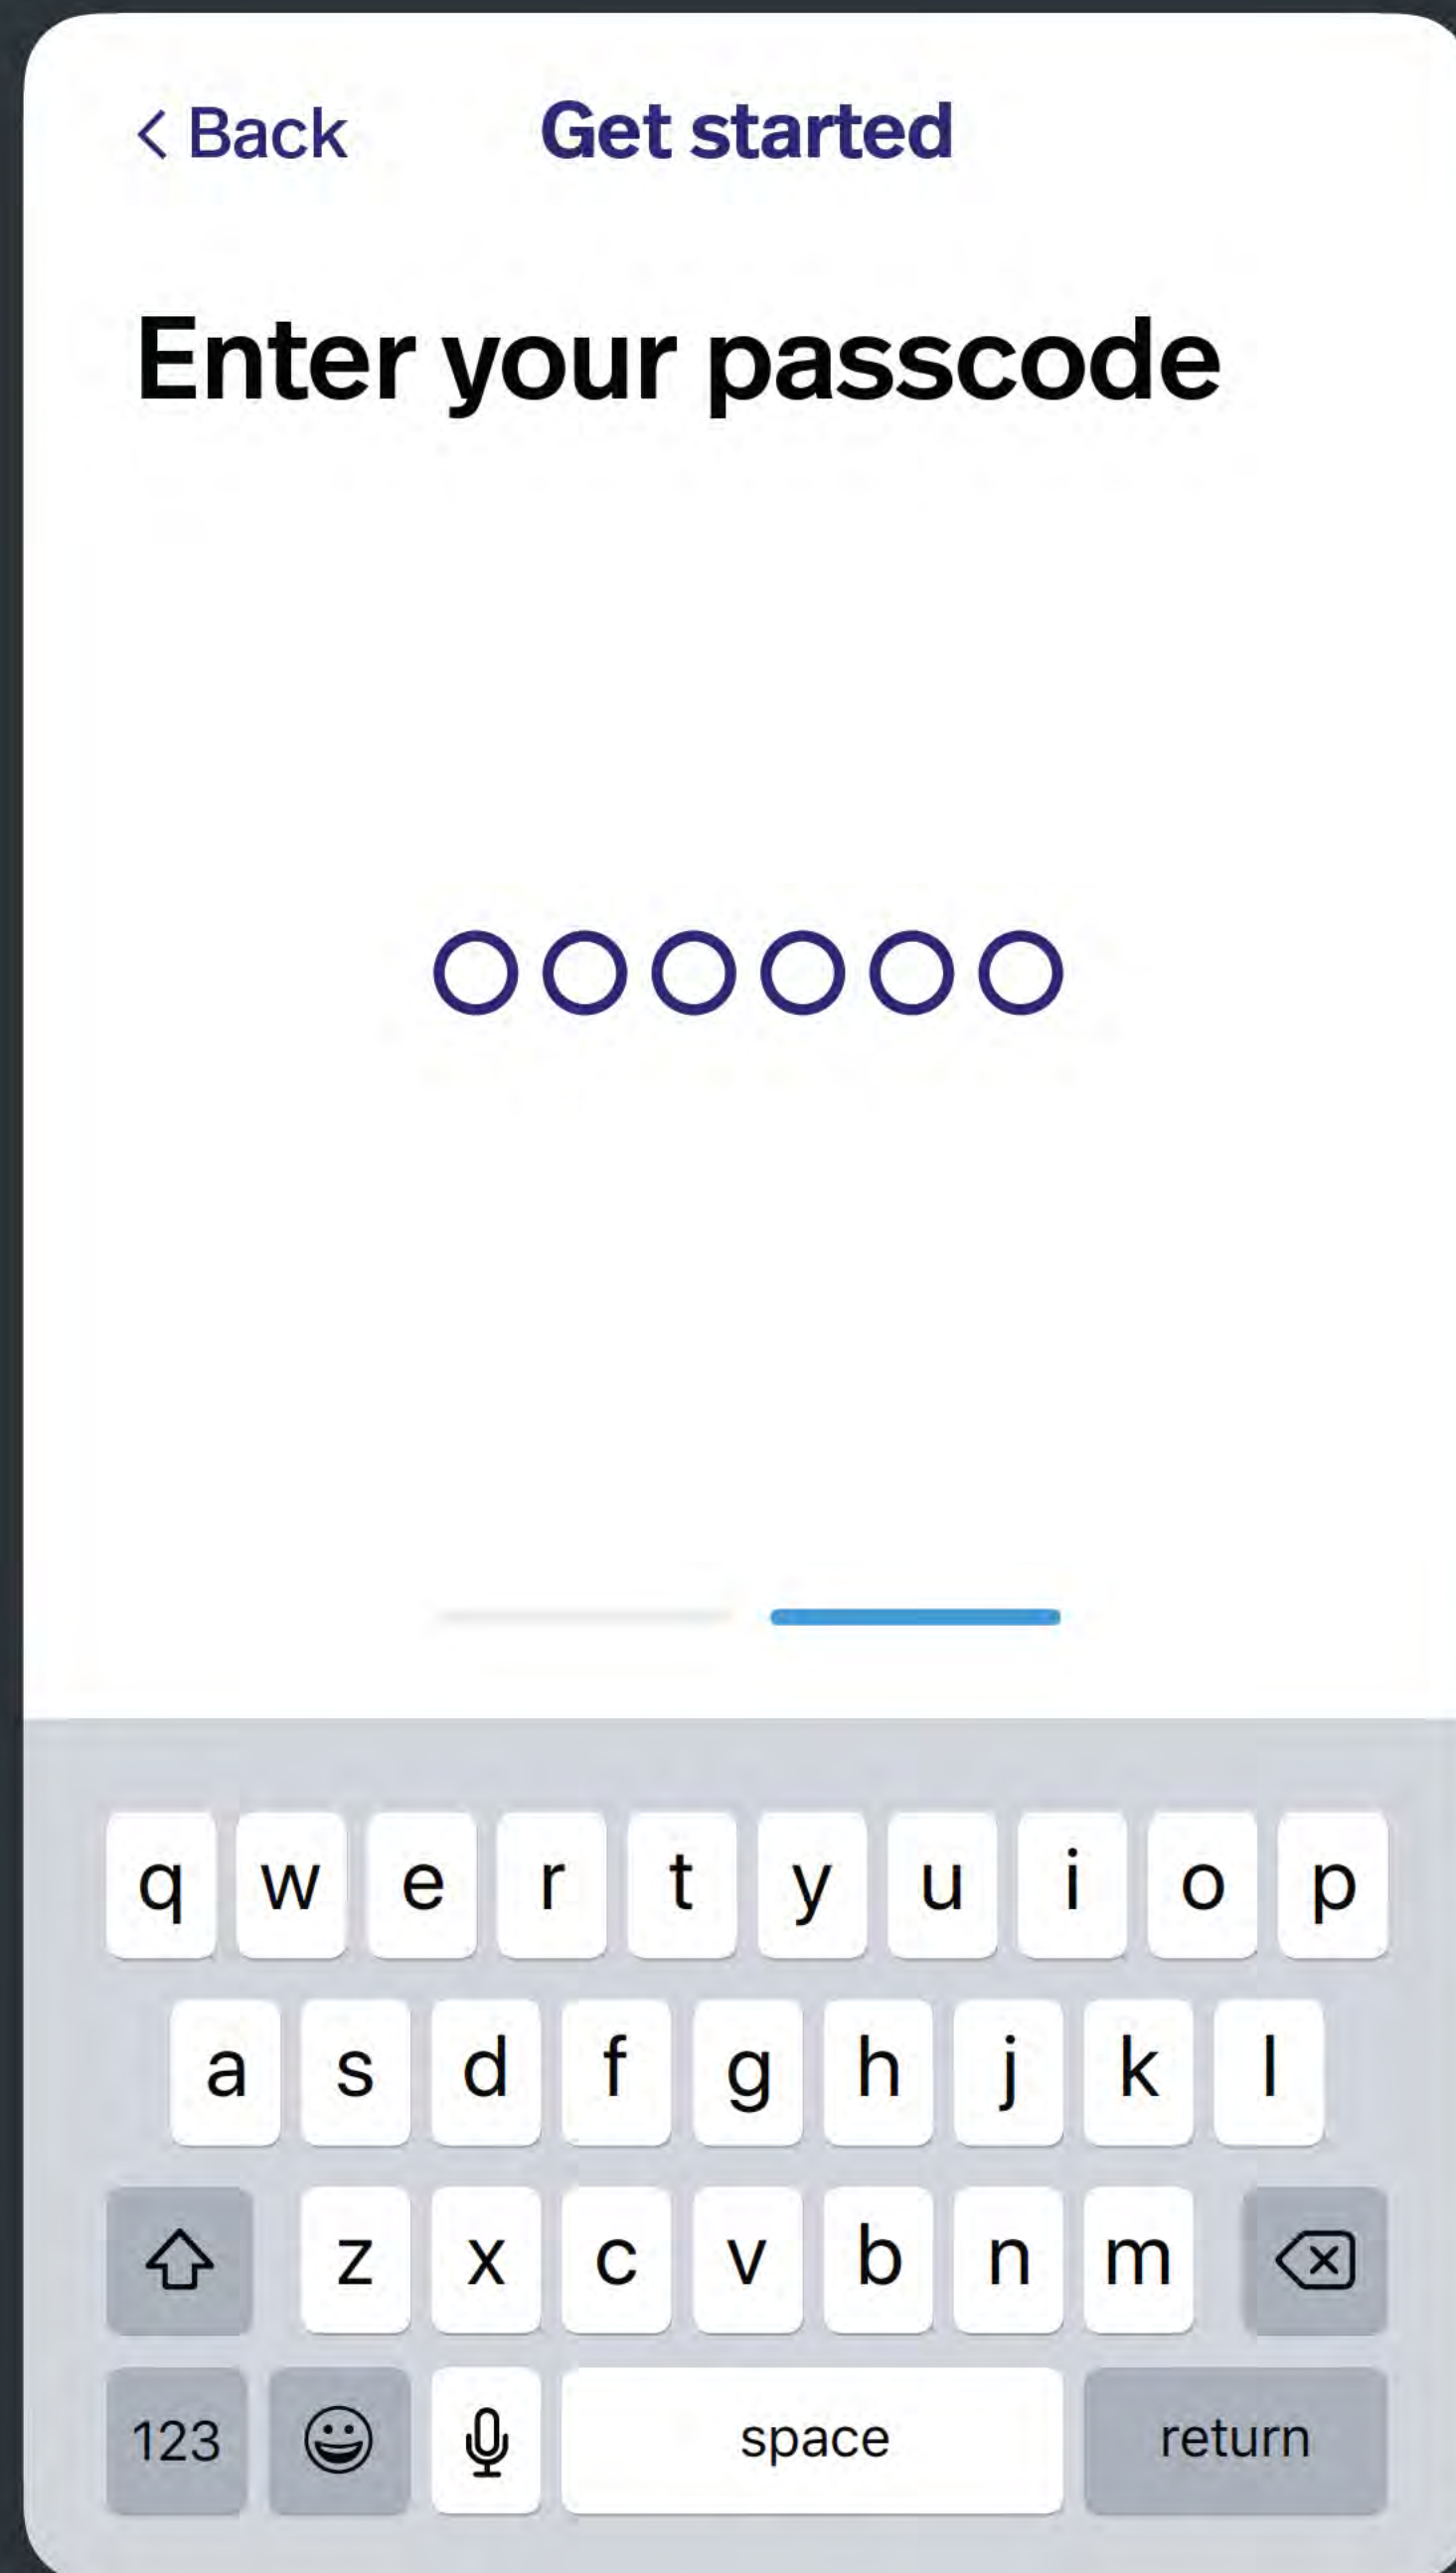 Back Get started
Enter your passcode
q w e r t y u i o p
a s d f g h j k l
z x c v b n m
123 space return